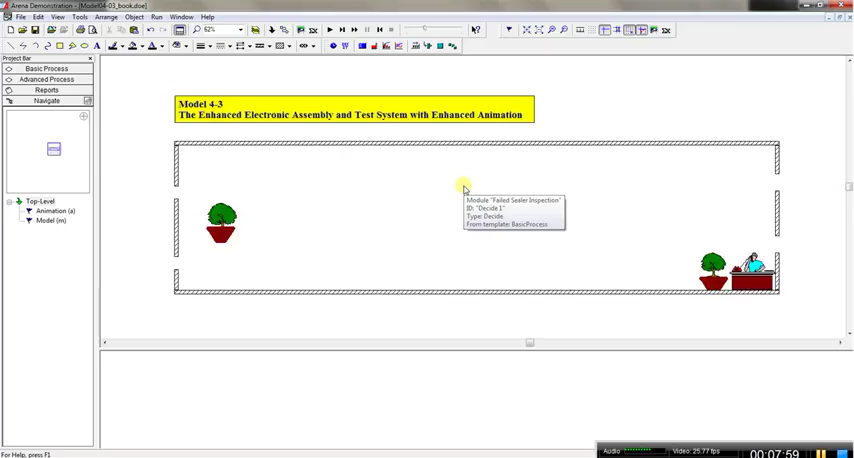 Arena Demonstration - [Model04-03_book.doe]
File Edit View Tools Arrange Object Run Window Help
62%
Project Bar
Basic Process
Advanced Process
Reports
Navigate
Top-Level
Animation (a)
Model (m)
Model 4-3
The Enhanced Electronic Assembly and Test System with Enhanced Animation
Module "Failed Sealer Inspection"
ID: "Decide 1"
Type: Decide
From template: BasicProcess
For Help, press F1
Audio
Video: 25.77 fps
00:07:59